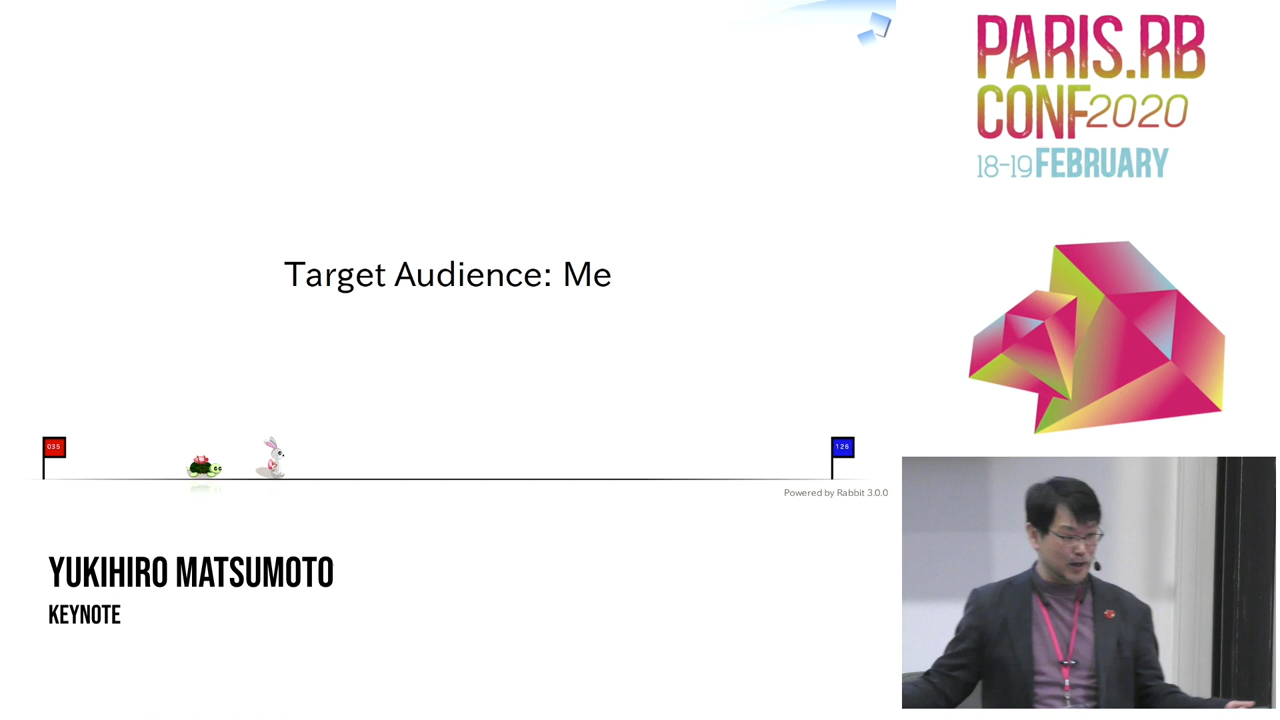 PARIS.RB
CONF2020
18-19 FEBRUARY
Target Audience: Me
035
126
Powered by Rabbit 3.0.0
YUKIHIRO MATSUMOTO
KEYNOTE